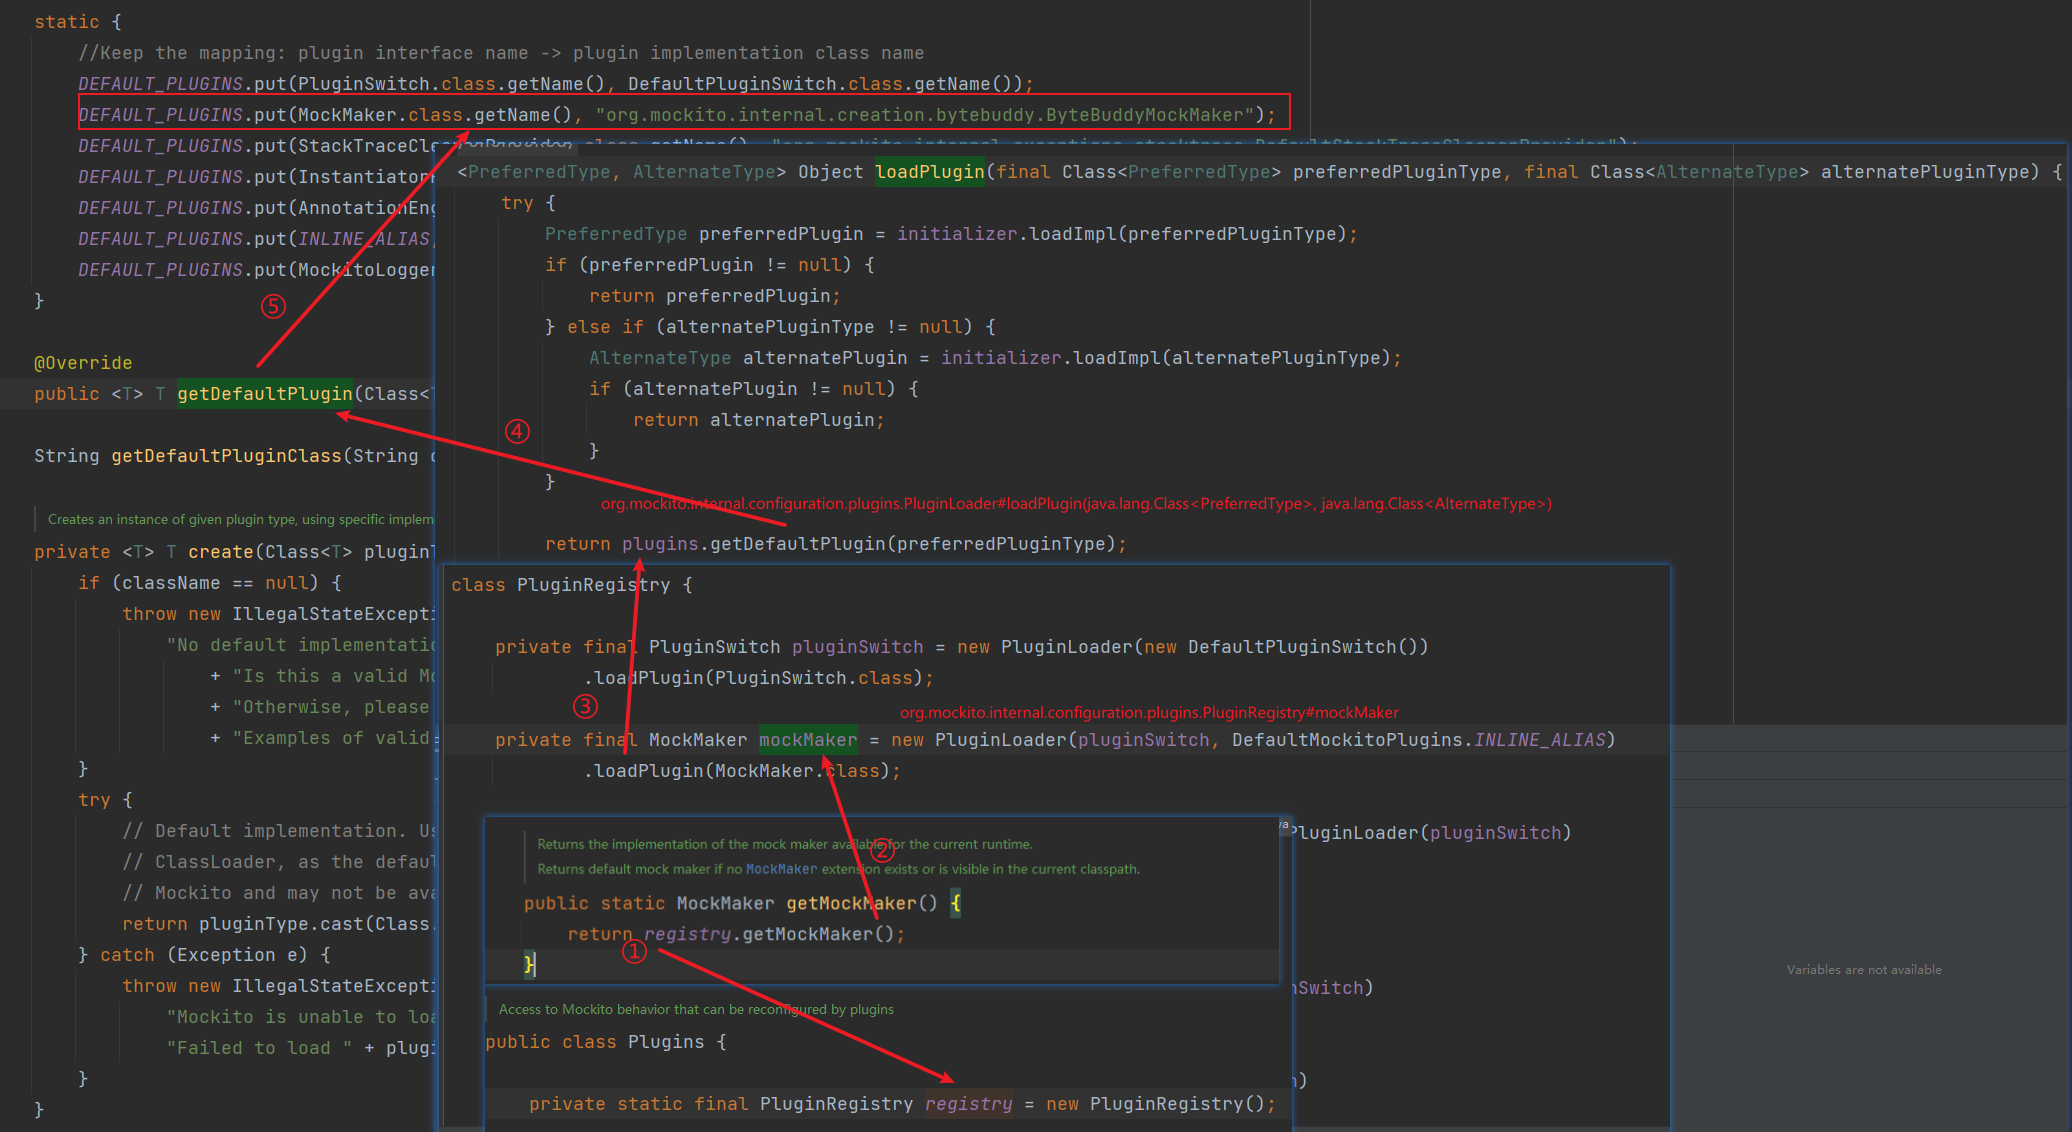 static {
//Keep the mapping: plugin interface name -> plugin implementation class name
DEFAULT_PLUGINS.put(PluginSwitch.class.getName(), DefaultPluginSwitch.class.getName());
DEFAULT_PLUGINS.put(MockMaker.class.getName(), "org.mockito.internal.creation.bytebuddy.ByteBuddyMockMaker");
DEFAULT_PLUGINS.put(StackTraceCle
DEFAULT_PLUGINS.put(Instantiator
DEFAULT_PLUGINS.put(AnnotationEng
DEFAULT_PLUGINS.put(INLINE_ALIAS,
DEFAULT_PLUGINS.put(MockitoLogger
}
⑤
@Override
public <T> T getDefaultPlugin(Class<T
String getDefaultPluginClass(String
Creates an instance of given plugin type, using specific implem
private <T> T create(Class<T> pluginT
if (className == null) {
throw new IllegalStateExcepti
"No default implementatio
+ "Is this a valid Mo
+ "Otherwise, please
+ "Examples of valid
}
try {
// Default implementation. Us
// ClassLoader, as the defaul
// Mockito and may not be ava
return pluginType.cast(Class.
} catch (Exception e) {
throw new IllegalStateExcepti
"Mockito is unable to loa
"Failed to load " + plugi
}
}
<PreferredType, AlternateType> Object loadPlugin(final Class<PreferredType> preferredPluginType, final Class<AlternateType> alternatePluginType) {
try {
PreferredType preferredPlugin = initializer.loadImpl(preferredPluginType);
if (preferredPlugin != null) {
return preferredPlugin;
} else if (alternatePluginType != null) {
AlternateType alternatePlugin = initializer.loadImpl(alternatePluginType);
if (alternatePlugin != null) {
return alternatePlugin;
④
}
}
org.mockito.internal.configuration.plugins.PluginLoader#loadPlugin(java.lang.Class<PreferredType>, java.lang.Class<AlternateType>)
return plugins.getDefaultPlugin(preferredPluginType);
class PluginRegistry {
private final PluginSwitch pluginSwitch = new PluginLoader(new DefaultPluginSwitch())
.loadPlugin(PluginSwitch.class);
③
org.mockito.internal.configuration.plugins.PluginRegistry#mockMaker
private final MockMaker mockMaker = new PluginLoader(pluginSwitch, DefaultMockitoPlugins.INLINE_ALIAS)
.loadPlugin(MockMaker.class);
va
PluginLoader(pluginSwitch)
Returns the implementation of the mock maker available for the current runtime.
②
Returns default mock maker if no MockMaker extension exists or is visible in the current classpath.
public static MockMaker getMockMaker() {
return registry.getMockMaker();
①
}
nSwitch)
Access to Mockito behavior that can be reconfigured by plugins
public class Plugins {
)
private static final PluginRegistry registry = new PluginRegistry();
Variables are not available